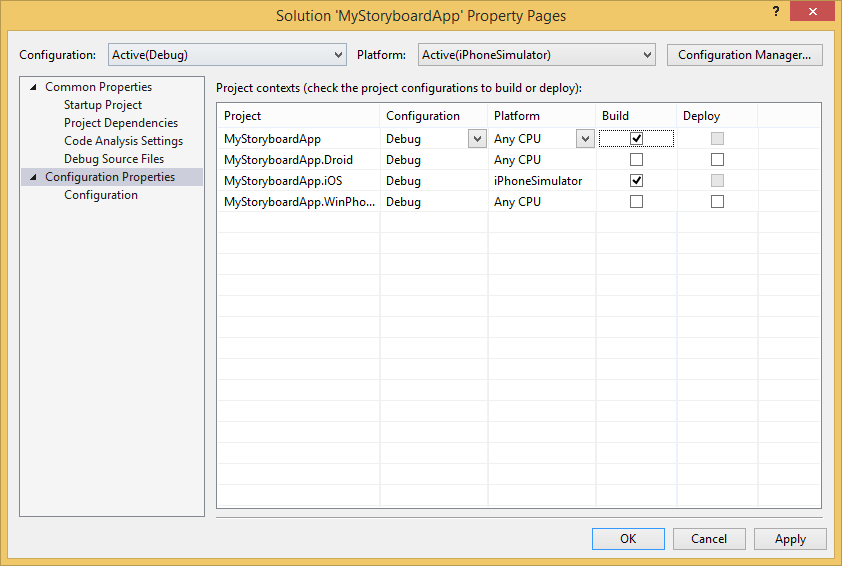 Solution 'MyStoryboardApp' Property Pages
?
Configuration: Active(Debug) Platform: Active(iPhoneSimulator) Configuration Manager...
Common Properties
Startup Project
Project Dependencies
Code Analysis Settings
Debug Source Files
Configuration Properties
Configuration
Project contexts (check the project configurations to build or deploy):
Project Configuration Platform Build Deploy
MyStoryboardApp Debug Any CPU
MyStoryboardApp.Droid Debug Any CPU
MyStoryboardApp.iOS Debug iPhoneSimulator
MyStoryboardApp.WinPho... Debug Any CPU
OK Cancel Apply